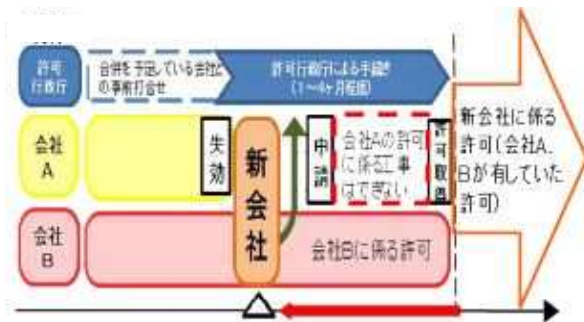 許可
行政庁
合併を予定している会社と
の事前打合せ
許可行政庁による手続き
(1～4ヶ月程度)
会社
A
失効
新会社
申請
会社Aの許可
に係る工事
はできない
許可取得
新会社に係る
許可(会社A、
Bが有していた
許可)
会社
B
会社Bに係る許可